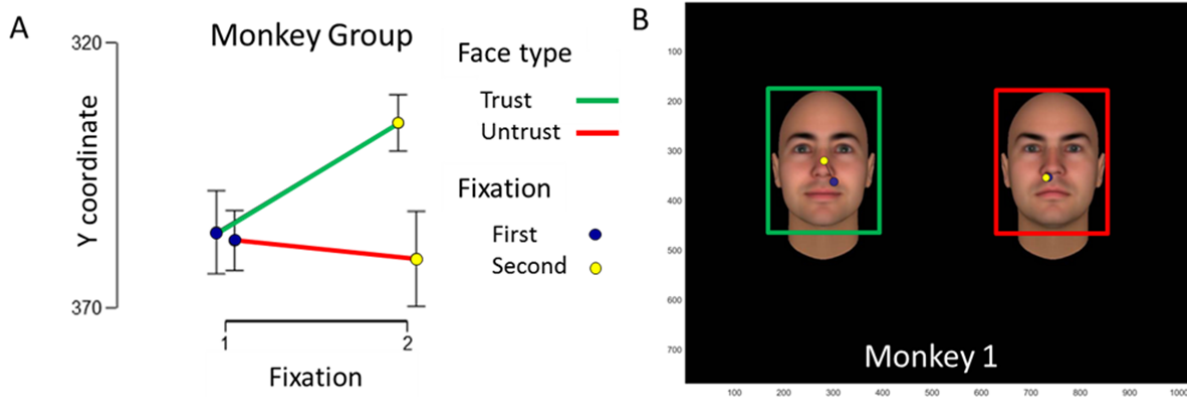 A
Monkey Group
320
370
Y coordinate
1
2
Fixation
Face type
Trust
Untrust
Fixation
First
Second
B
100
200
300
400
500
600
700
Monkey 1
100
200
300
400
500
600
700
800
900
1000